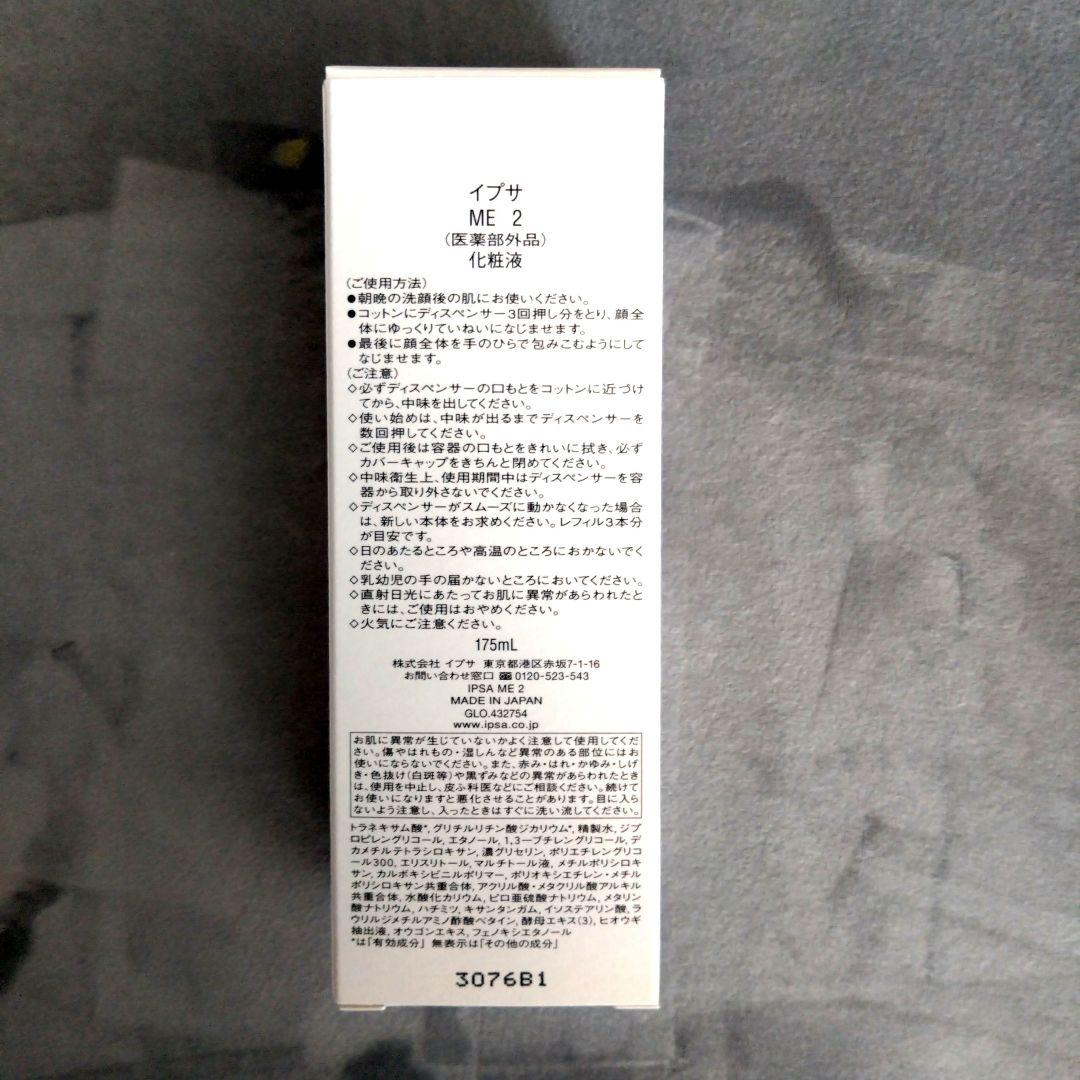 イプサ
ME 2
(医薬部外品)
化粧液
(ご使用方法)
●朝晩の洗顔後の肌にお使いください。
●コットンにディスペンサー3回押し分をとり、顔全
体にゆっくりていねいになじませます。
●最後に顔全体を手のひらで包みこむようにして
なじませます。
(ご注意)
◇必ずディスペンサーの口もとをコットンに近づけ
てから、中味を出してください。
◇使い始めは、中味が出るまでディスペンサーを
数回押してください。
◇ご使用後は容器の口もとをきれいに拭き、必ず
カバーキャップをきちんと閉めてください。
◇中味衛生上、使用期間中はディスペンサーを容
器から取り外さないでください。
◇ディスペンサーがスムーズに動かなくなった場合
は、新しい本体をお求めください。レフィル3本分
が目安です。
◇日のあたるところや高温のところにおかないでく
ださい。
◇乳幼児の手の届かないところにおいてください。
◇直射日光にあたってお肌に異常があらわれたと
きには、ご使用はおやめください。
◇火気にご注意ください。
175mL
株式会社 イプサ 東京都港区赤坂7-1-16
お問い合わせ窓口 0120-523-543
IPSA ME 2
MADE IN JAPAN
GLO.432754
www.ipsa.co.jp
お肌に異常が生じていないかよく注意して使用してくだ
さい。傷やはれもの・湿しんなど異常のある部位にはお
使いにならないでください。また、赤み・はれ・かゆみ・しげ
き・色抜け(白斑等)や黒ずみなどの異常があらわれたとき
は、使用を中止し、皮ふ科医などにご相談ください。続けて
お使いになりますと悪化させることがあります。目に入ら
ないよう注意し、入ったときはすぐに洗い流してください。
トラネキサム酸*, グリチルリチン酸ジカリウム*, 精製水, ジプ
ロピレングリコール, エタノール, 1,3-ブチレングリコール, デ
カメチルテトラシロキサン, 濃グリセリン, ポリエチレングリコ
ール300, エリスリトール, マルチトール液, メチルポリシロキ
サン, カルボキシビニルポリマー, ポリオキシエチレン・メチル
ポリシロキサン共重合体, アクリル酸・メタクリル酸アルキル
共重合体, 水酸化カリウム, ピロ亜硫酸ナトリウム, メタリン
酸ナトリウム, ハチミツ, キサンタンガム, イソステアリン酸, ラ
ウリルジメチルアミノ酢酸ベタイン, 酵母エキス(3), ヒオウギ
抽出液, オウゴンエキス, フェノキシエタノール
*は「有効成分」 無表示は「その他の成分」
3076B1